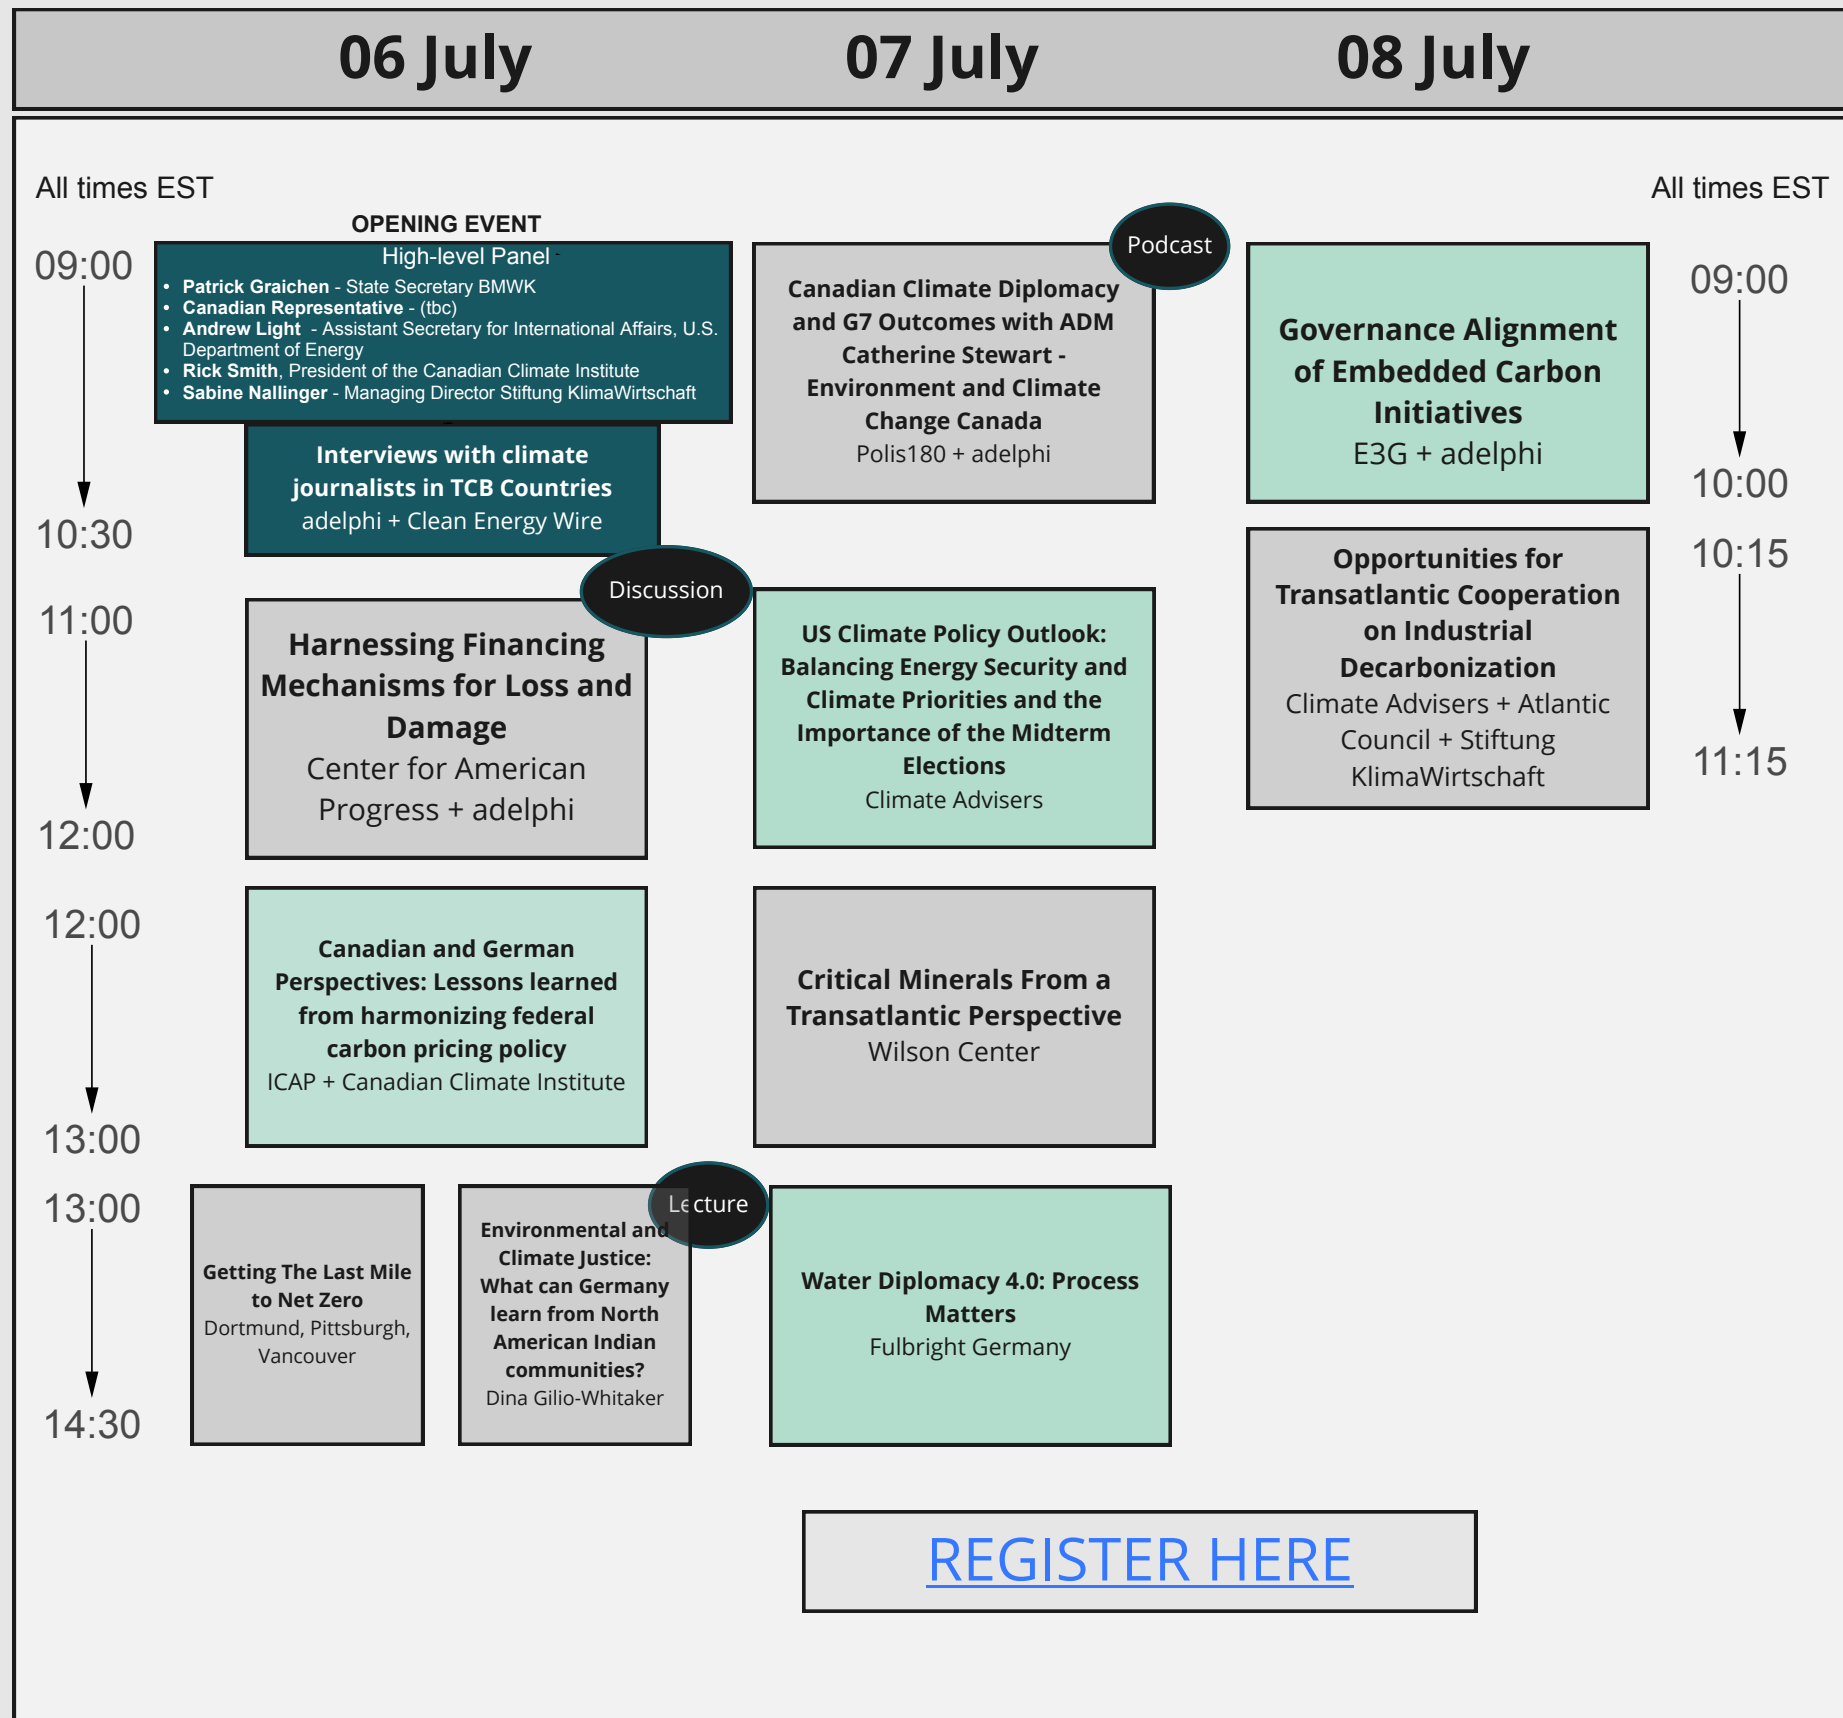 06 July
07 July
08 July
All times EST
All times EST
09:00
10:30
11:00
12:00
12:00
13:00
13:00
14:30
OPENING EVENT
High-level Panel -
• Patrick Graichen - State Secretary BMWK
• Canadian Representative - (tbc)
• Andrew Light - Assistant Secretary for International Affairs, U.S.
Department of Energy
• Rick Smith, President of the Canadian Climate Institute
• Sabine Nallinger - Managing Director Stiftung KlimaWirtschaft
Interviews with climate
journalists in TCB Countries
adelphi + Clean Energy Wire
Discussion
Harnessing Financing
Mechanisms for Loss and
Damage
Center for American
Progress + adelphi
Canadian and German
Perspectives: Lessons learned
from harmonizing federal
carbon pricing policy
ICAP + Canadian Climate Institute
Getting The Last Mile
to Net Zero
Dortmund, Pittsburgh,
Vancouver
Lecture
Environmental and
Climate Justice:
What can Germany
learn from North
American Indian
communities?
Dina Gilio-Whitaker
Podcast
Canadian Climate Diplomacy
and G7 Outcomes with ADM
Catherine Stewart -
Environment and Climate
Change Canada
Polis180 + adelphi
US Climate Policy Outlook:
Balancing Energy Security and
Climate Priorities and the
Importance of the Midterm
Elections
Climate Advisers
Critical Minerals From a
Transatlantic Perspective
Wilson Center
Water Diplomacy 4.0: Process
Matters
Fulbright Germany
Governance Alignment
of Embedded Carbon
Initiatives
E3G + adelphi
Opportunities for
Transatlantic Cooperation
on Industrial
Decarbonization
Climate Advisers + Atlantic
Council + Stiftung
KlimaWirtschaft
09:00
10:00
10:15
11:15
REGISTER HERE